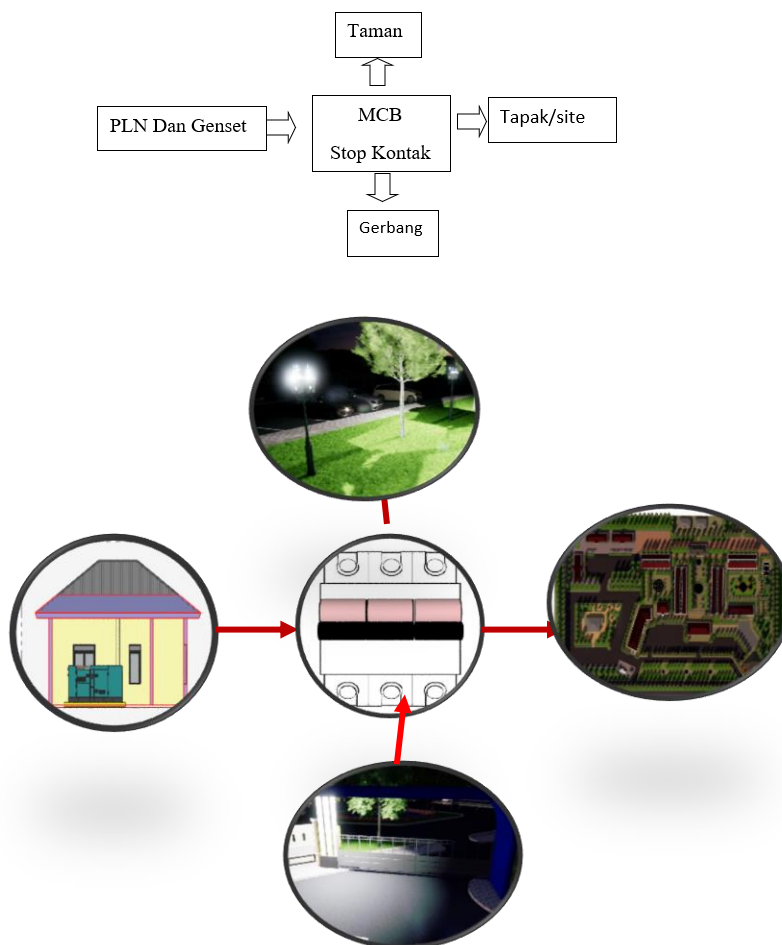 Taman
PLN Dan Genset
MCB
Stop Kontak
Tapak/site
Gerbang